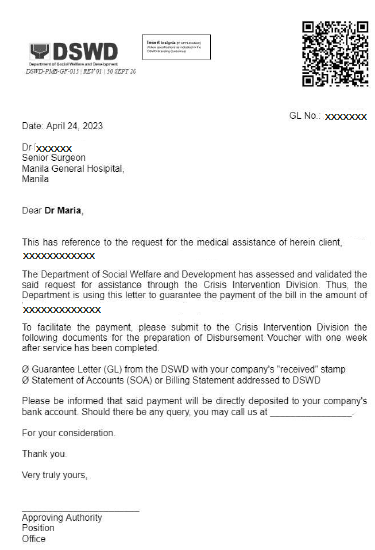 DSWD
Department of Social Welfare and Development
DSWD-PMB-GF-011 | REV 01 | 30 SEPT 20
GL No.: xxxxxxx
Date: April 24, 2023
Dr xxxxxx
Senior Surgeon
Manila General Hosipital,
Manila
Dear Dr Maria,
This has reference to the request for the medical assistance of herein client,
xxxxxxxxxxxx
The Department of Social Welfare and Development has assessed and validated the
said request for assistance through the Crisis Intervention Division. Thus, the
Department is using this letter to guarantee the payment of the bill in the amount of
xxxxxxxxxxxxx
To facilitate the payment, please submit to the Crisis Intervention Division the
following documents for the preparation of Disbursement Voucher with one week
after service has been completed.
Ø Guarantee Letter (GL) from the DSWD with your company's "received" stamp
Ø Statement of Accounts (SOA) or Billing Statement addressed to DSWD
Please be informed that said payment will be directly deposited to your company's
bank account. Should there be any query, you may call us at ________________.
For your consideration.
Thank you.
Very truly yours,
Approving Authority
Position
Office